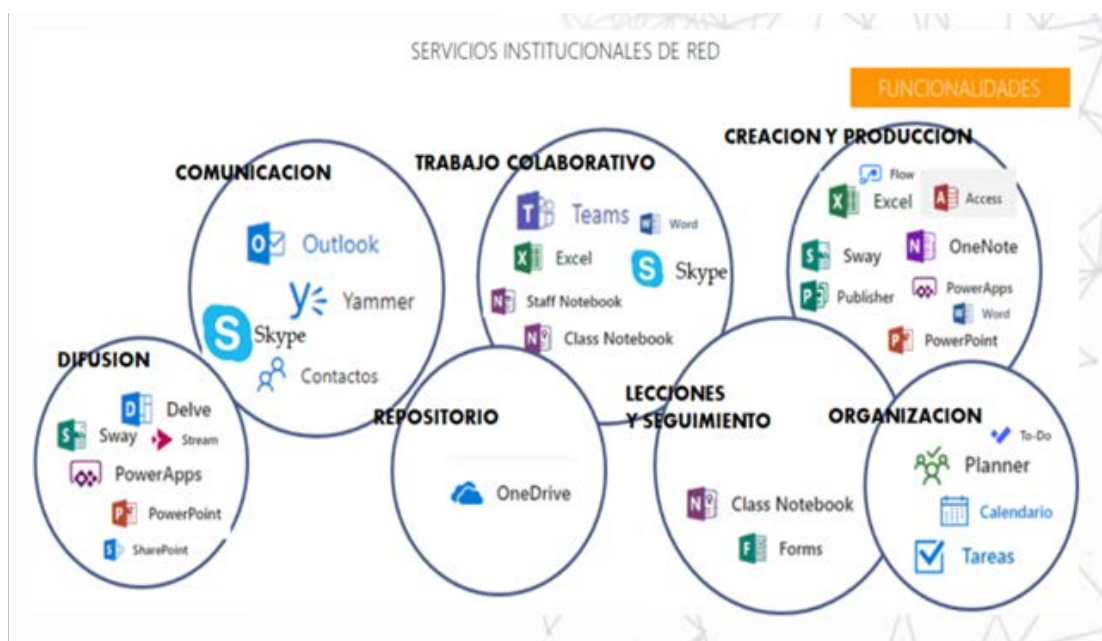 SERVICIOS INSTITUCIONALES DE RED
FUNCIONALIDADES
COMUNICACION
Outlook
Yammer
Skype
Contactos
TRABAJO COLABORATIVO
Teams
Word
Excel
Skype
Staff Notebook
Class Notebook
CREACION Y PRODUCCION
Flow
Excel
Access
Sway
OneNote
Publisher
PowerApps
Word
PowerPoint
DIFUSION
Delve
Sway
Stream
PowerApps
PowerPoint
SharePoint
REPOSITORIO
OneDrive
LECCIONES
Y SEGUIMIENTO
Class Notebook
Forms
ORGANIZACION
To-Do
Planner
Calendario
Tareas